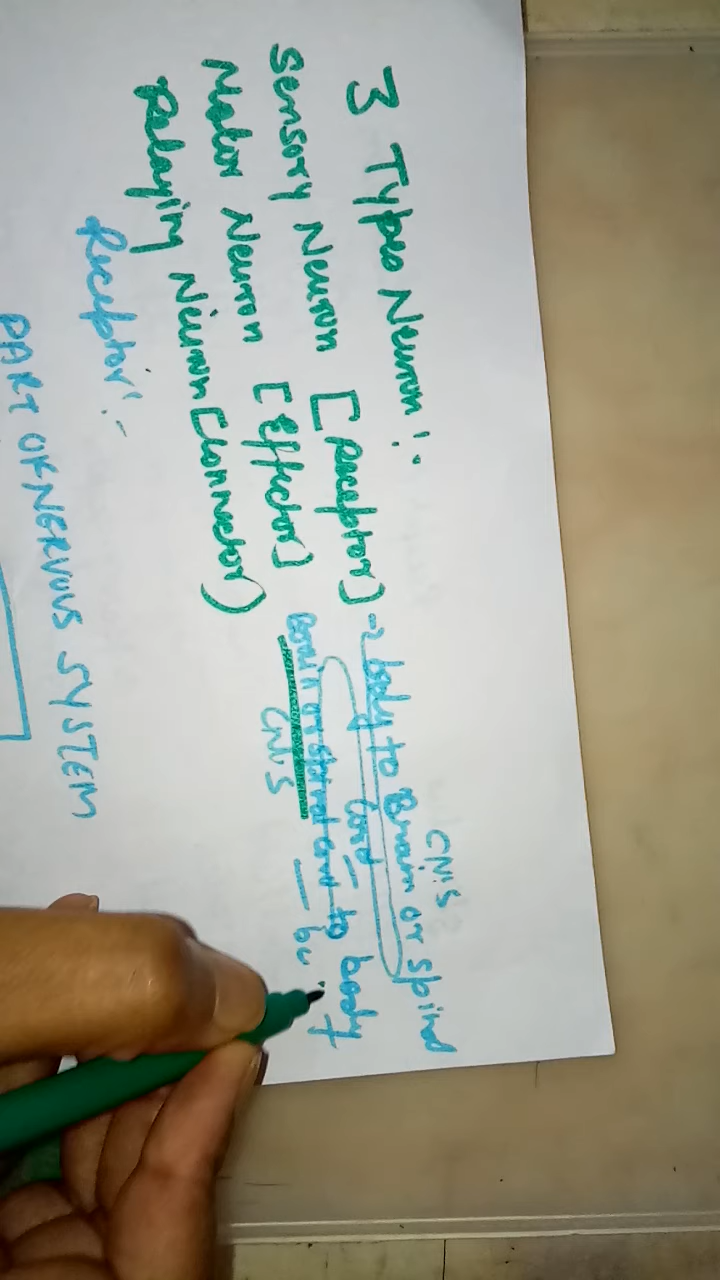 3 Types Neuron :-
CNS
Sensory Neuron [Receptor] → body to Brain or Spinal
Cord
Motor Neuron [Effector] Brain or Spinal cord to body
CNS
Relaying Neuron (Connector)
Receptor :-
PART OF NERVOUS SYSTEM